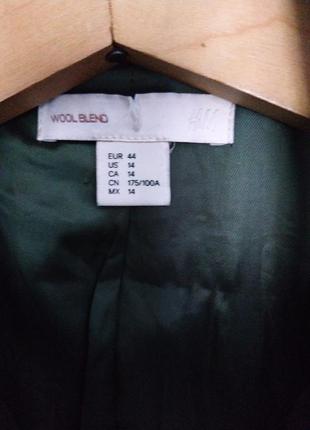 WOOL BLEND
H&M
EUR 44
US 14
CA 14
CN 175/100A
MX 14